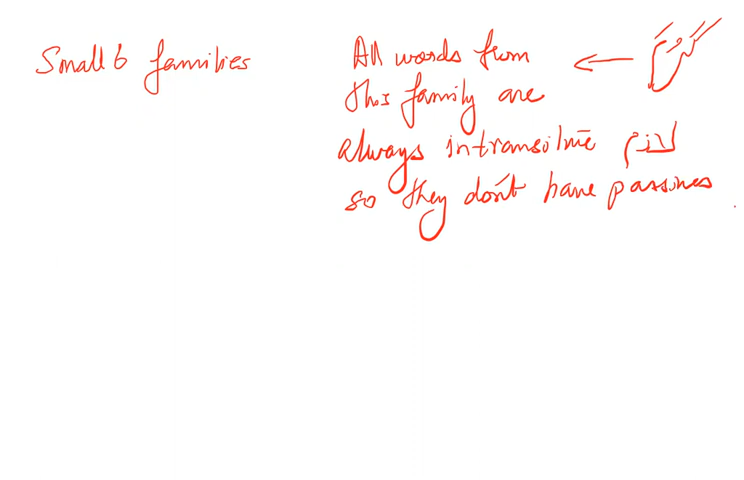 Small 6 families
All words from ← كَرُمَ
this family are
always intransitive لازم
so they don't have passives